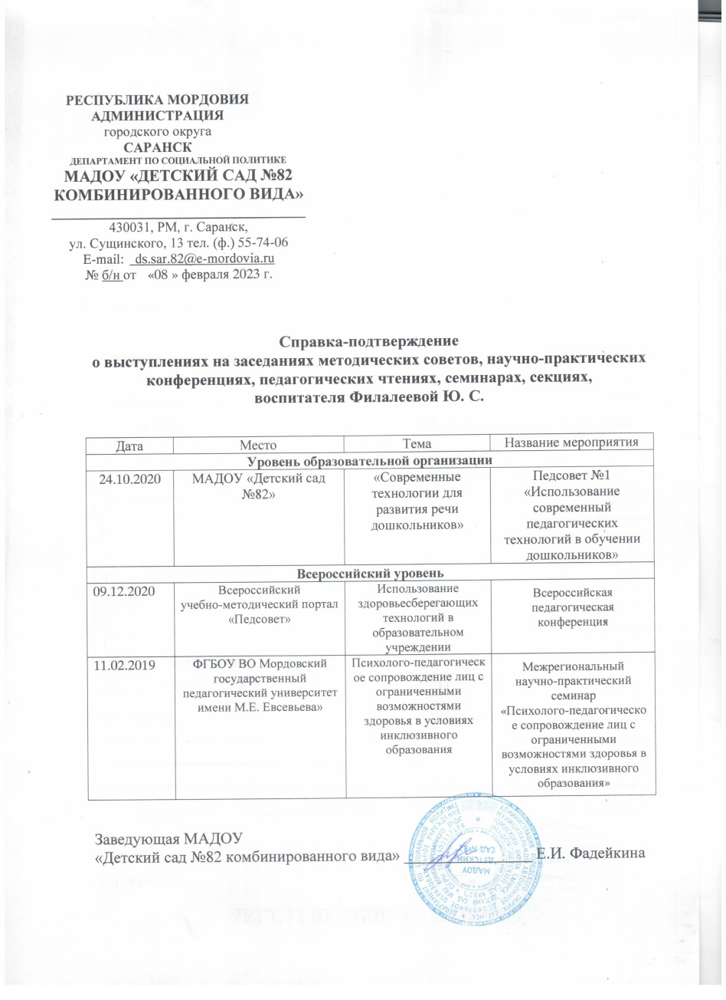 РЕСПУБЛИКА МОРДОВИЯ
АДМИНИСТРАЦИЯ
городского округа
САРАНСК
ДЕПАРТАМЕНТ ПО СОЦИАЛЬНОЙ ПОЛИТИКЕ
МАДОУ «ДЕТСКИЙ САД №82
КОМБИНИРОВАННОГО ВИДА»
430031, РМ, г. Саранск,
ул. Сущинского, 13 тел. (ф.) 55-74-06
E-mail: ds.sar.82@e-mordovia.ru
№ б/н от «08 » февраля 2023 г.
Справка-подтверждение
о выступлениях на заседаниях методических советов, научно-практических
конференциях, педагогических чтениях, семинарах, секциях,
воспитателя Филалеевой Ю. С.
Дата Место Тема Название мероприятия
Уровень образовательной организации
24.10.2020
МАДОУ «Детский сад
№82»
«Современные
технологии для
развития речи
дошкольников»
Педсовет №1
«Использование
современный
педагогических
технологий в обучении
дошкольников»
Всероссийский уровень
09.12.2020
Всероссийский
учебно-методический портал
«Педсовет»
Использование
здоровьесберегающих
технологий в
образовательном
учреждении
Всероссийская
педагогическая
конференция
11.02.2019
ФГБОУ ВО Мордовский
государственный
педагогический университет
имени М.Е. Евсевьева»
Психолого-педагогическ
ое сопровождение лиц с
ограниченными
возможностями
здоровья в условиях
инклюзивного
образования
Межрегиональный
научно-практический
семинар
«Психолого-педагогическо
е сопровождение лиц с
ограниченными
возможностями здоровья в
условиях инклюзивного
образования»
Заведующая МАДОУ
«Детский сад №82 комбинированного вида» Е.И. Фадейкина
МАДОУ
"ДЕТСКИЙ
САД №82"